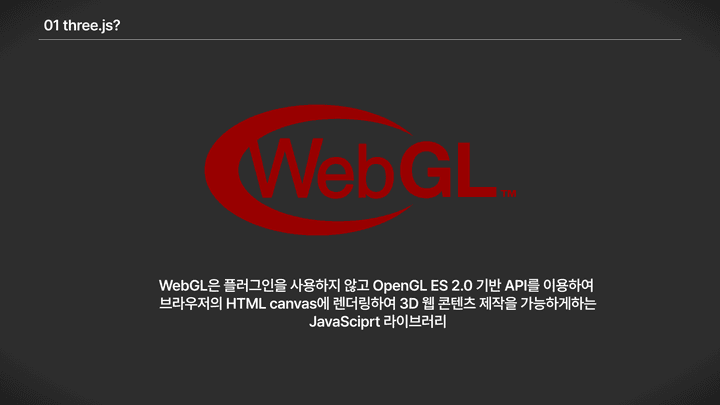 01 three.js?
WebGL™
WebGL은 플러그인을 사용하지 않고 OpenGL ES 2.0 기반 API를 이용하여
브라우저의 HTML canvas에 렌더링하여 3D 웹 콘텐츠 제작을 가능하게하는
JavaSciprt 라이브러리